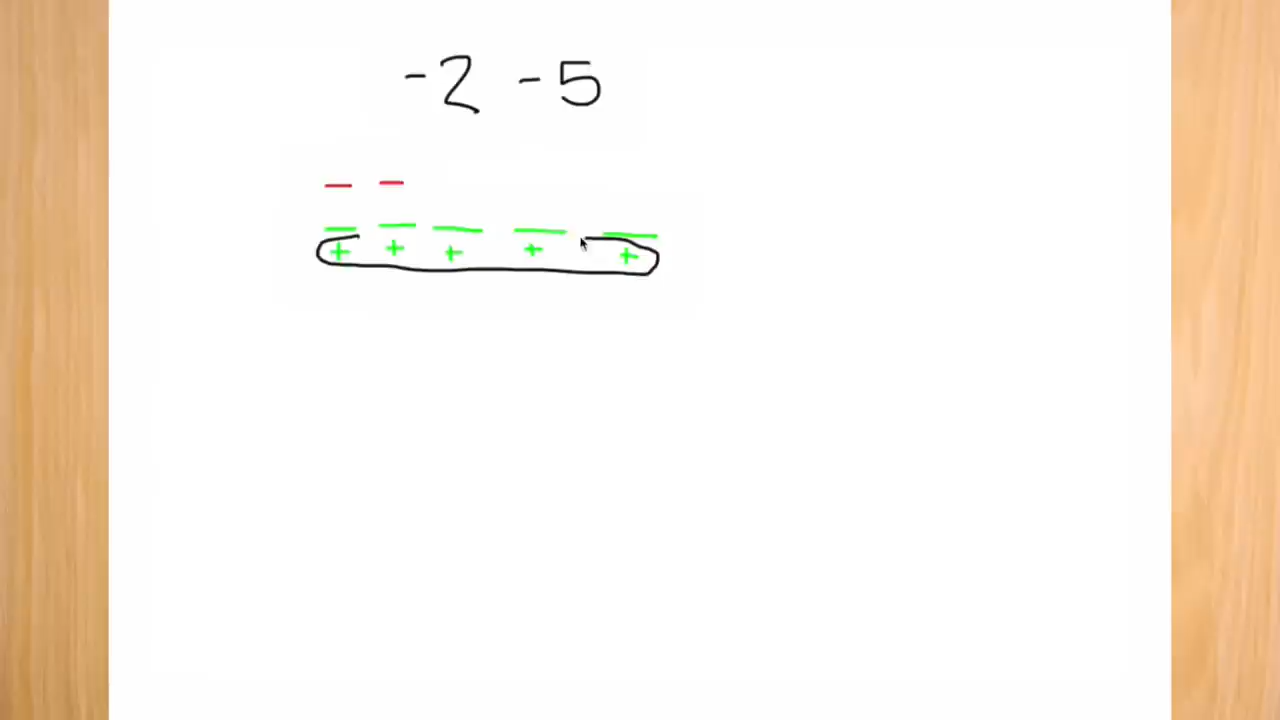 -2 -5
− −
− − − − −
+ + + + +